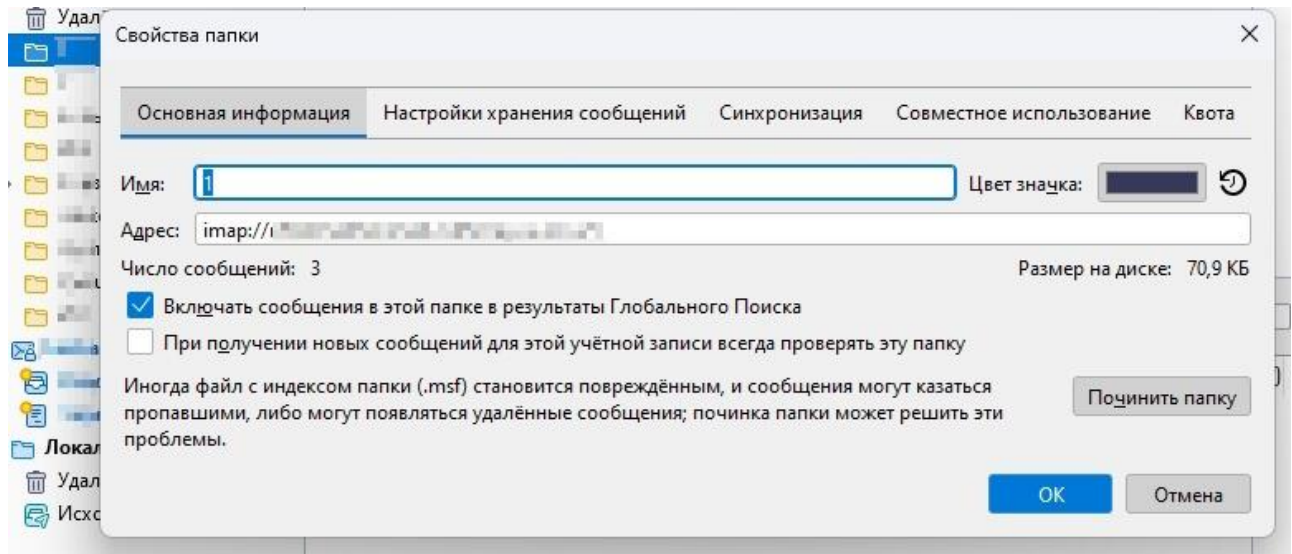 Удал
Свойства папки
Основная информация Настройки хранения сообщений Синхронизация Совместное использование Квота
Имя: 1 Цвет значка:
Адрес: imap://
Число сообщений: 3 Размер на диске: 70,9 КБ
Включать сообщения в этой папке в результаты Глобального Поиска
При получении новых сообщений для этой учётной записи всегда проверять эту папку
Иногда файл с индексом папки (.msf) становится повреждённым, и сообщения могут казаться
пропавшими, либо могут появляться удалённые сообщения; починка папки может решить эти
проблемы.
Починить папку
Локал
Удал
Исхо
ОК Отмена